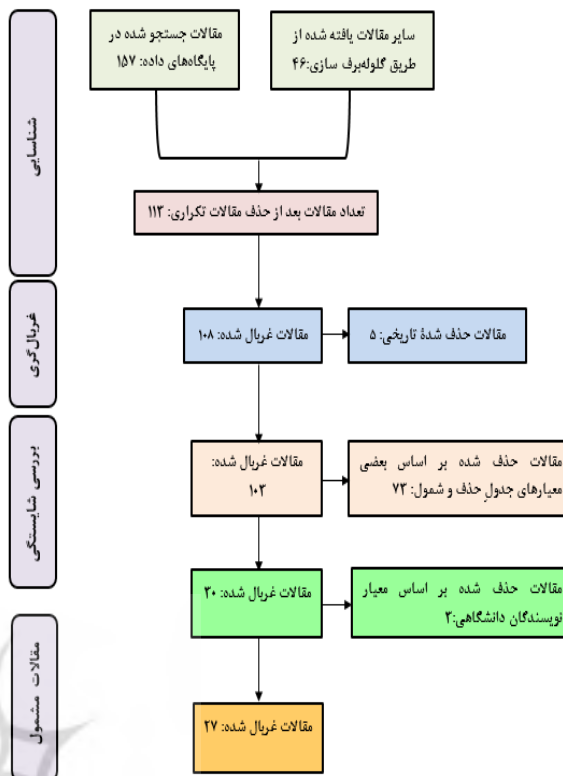 مقالات جستجو شده در
پایگاه‌های داده: ۱۵۷
سایر مقالات یافته شده از
طریق گلوله‌برف سازی:۴۶
شناسایی
تعداد مقالات بعد از حذف مقالات تکراری: ۱۱۳
غربال‌گری
مقالات غربال شده: ۱۰۸
مقالات حذف شدۀ تاریخی: ۵
بررسی شایستگی
مقالات غربال شده:
۱۰۳
مقالات حذف شده بر اساس بعضی
معیارهای جدول حذف و شمول: ۷۳
مقالات غربال شده: ۳۰
مقالات حذف شده بر اساس معیار
نویسندگان دانشگاهی:۳
مقالات مشمول
مقالات غربال شده: ۲۷